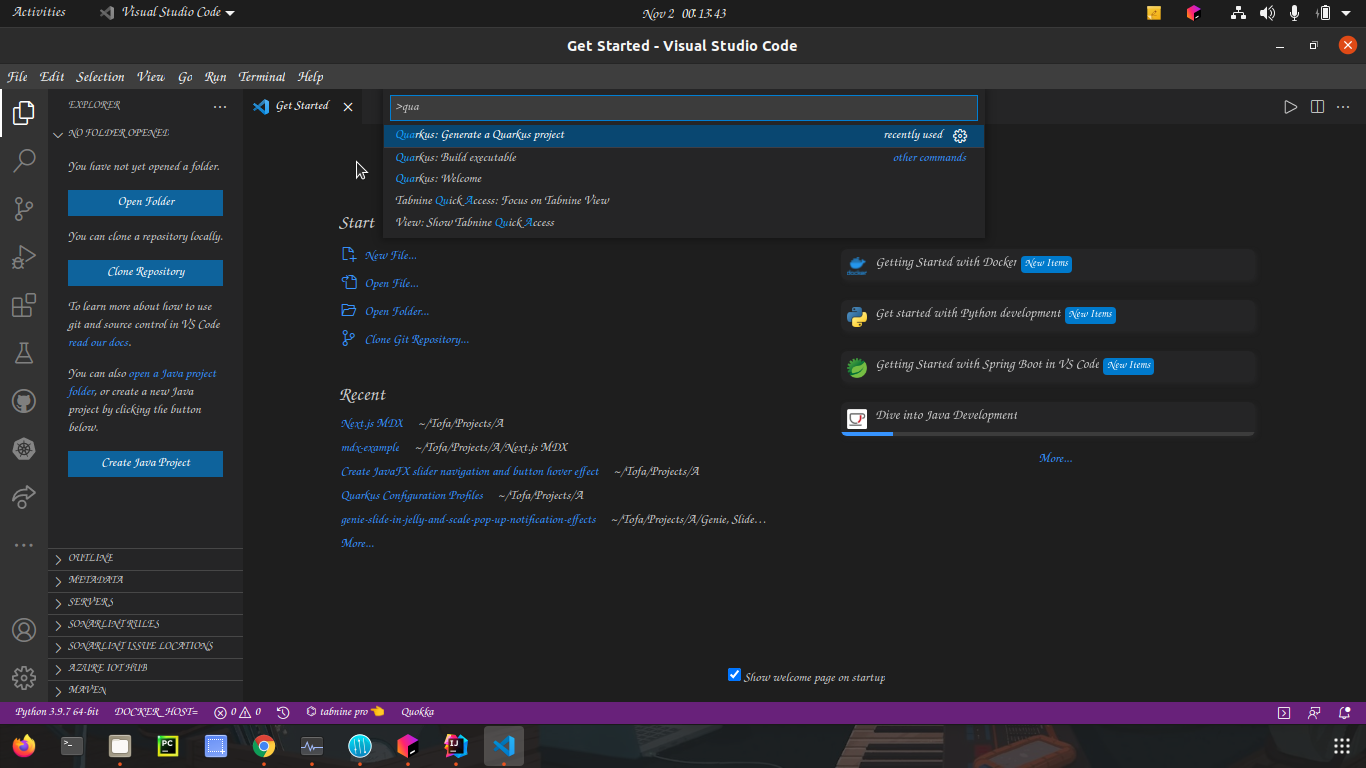 Activities
Visual Studio Code
Nov 2 00:13:43
Get Started - Visual Studio Code
File Edit Selection View Go Run Terminal Help
EXPLORER
Get Started
>qua
NO FOLDER OPENED
Quarkus: Generate a Quarkus project
recently used
Quarkus: Build executable
other commands
Quarkus: Welcome
Tabnine Quick Access: Focus on Tabnine View
View: Show Tabnine Quick Access
You have not yet opened a folder.
Open Folder
You can clone a repository locally.
Clone Repository
To learn more about how to use
git and source control in VS Code
read our docs.
You can also open a Java project
folder, or create a new Java
project by clicking the button
below.
Create Java Project
OUTLINE
METADATA
SERVERS
SONARLINT RULES
SONARLINT ISSUE LOCATIONS
AZURE IOT HUB
MAVEN
Start
New File...
Open File...
Open Folder...
Clone Git Repository...
Recent
Next.js MDX ~/Tofa/Projects/A
mdx-example ~/Tofa/Projects/A/Next.js MDX
Create JavaFX slider navigation and button hover effect ~/Tofa/Projects/A
Quarkus Configuration Profiles ~/Tofa/Projects/A
genie-slide-in-jelly-and-scale-pop-up-notification-effects ~/Tofa/Projects/A/Genie, Slide…
More...
docker
Getting Started with Docker New Items
Get started with Python development New Items
Getting Started with Spring Boot in VS Code New Items
Dive into Java Development
More...
Show welcome page on startup
Python 3.9.7 64-bit
DOCKER_HOST=
0
0
tabnine pro
Quokka
>_
PC
IJ